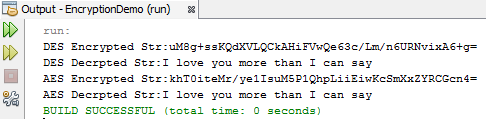 Output - EncryptionDemo (run)
run:
DES Encrypted Str:uM8g+ssKQdXVLQCkAHiFVwQe63c/Lm/n6URNvixA6+g=
DES Decrpted Str:I love you more than I can say
AES Encrypted Str:khT0iteMr/ye1IsuM5P1QhpLiiEiwKcSmXxZYRCGcn4=
AES Decrpted Str:I love you more than I can say
BUILD SUCCESSFUL (total time: 0 seconds)